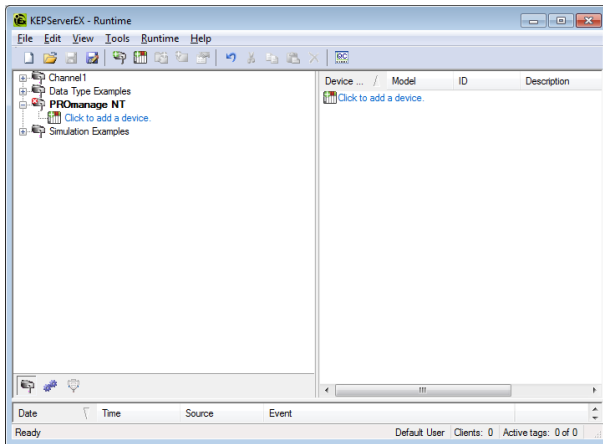 KEPServerEX - Runtime
File Edit View Tools Runtime Help
Channel1
Data Type Examples
PROmanage NT
Click to add a device.
Simulation Examples
Device ... / Model ID Description
Click to add a device.
Date Time Source Event
Ready Default User Clients: 0 Active tags: 0 of 0